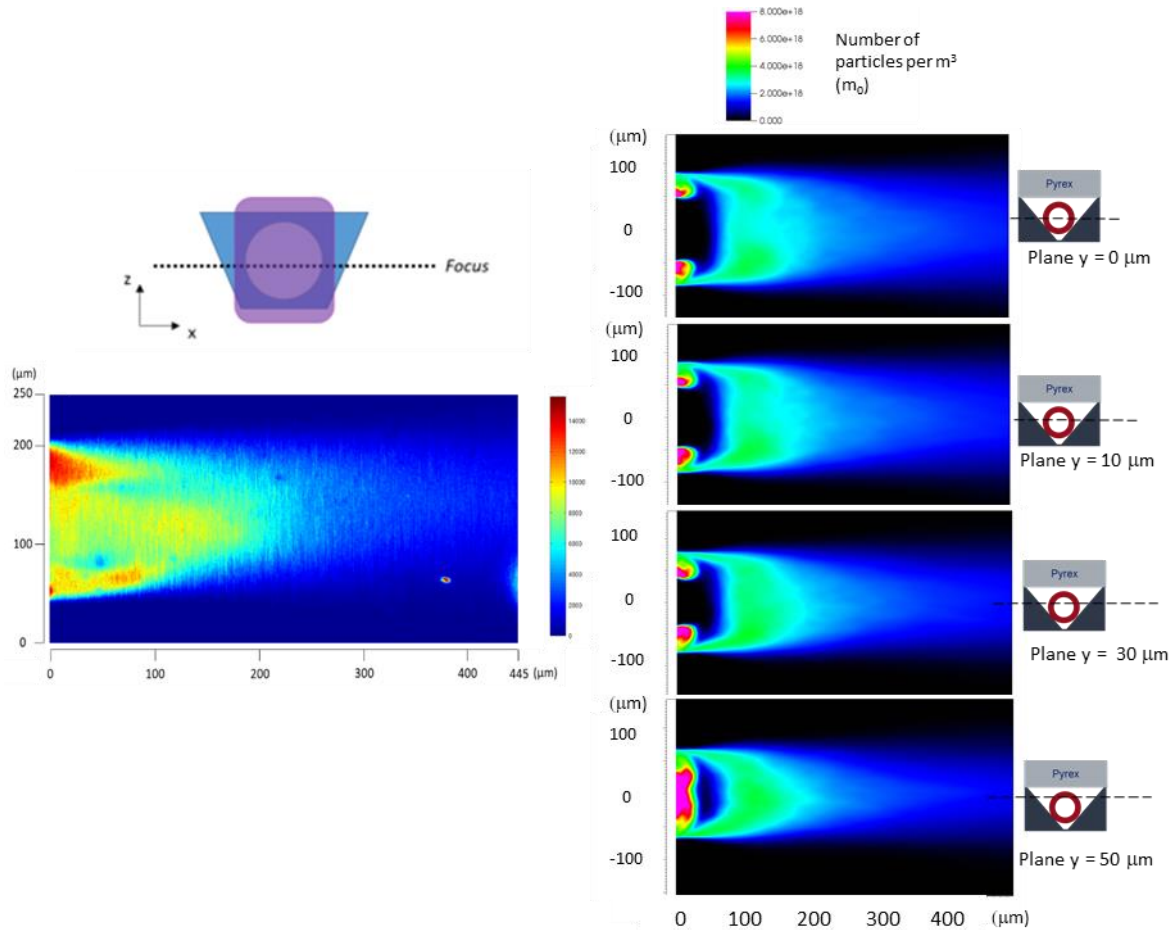 Focus
z
x
(µm)
250
200
100
0
0
100
200
300
400
445
(µm)
14000
12000
10000
8000
6000
4000
2000
0
8.000e+18
6.000e+18
4.000e+18
2.000e+18
0.000
Number of
particles per m³
(m₀)
(µm)
100
0
-100
Pyrex
Plane y = 0 µm
(µm)
100
0
-100
Pyrex
Plane y = 10 µm
(µm)
100
0
-100
Pyrex
Plane y = 30 µm
(µm)
100
0
-100
Pyrex
Plane y = 50 µm
0
100
200
300
400
(µm)